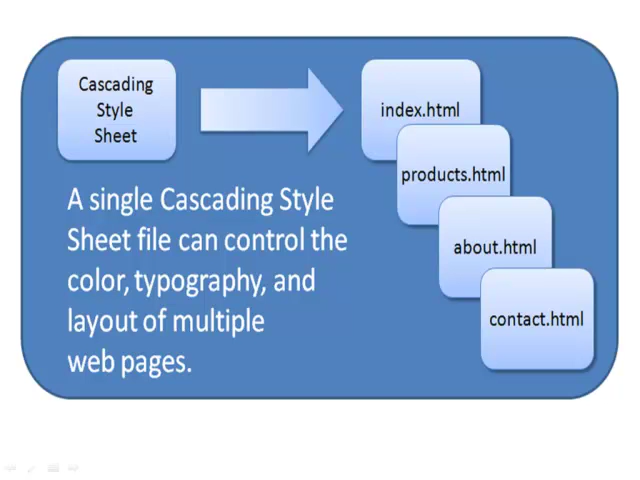 Cascading
Style
Sheet
index.html
products.html
about.html
contact.html
A single Cascading Style
Sheet file can control the
color, typography, and
layout of multiple
web pages.